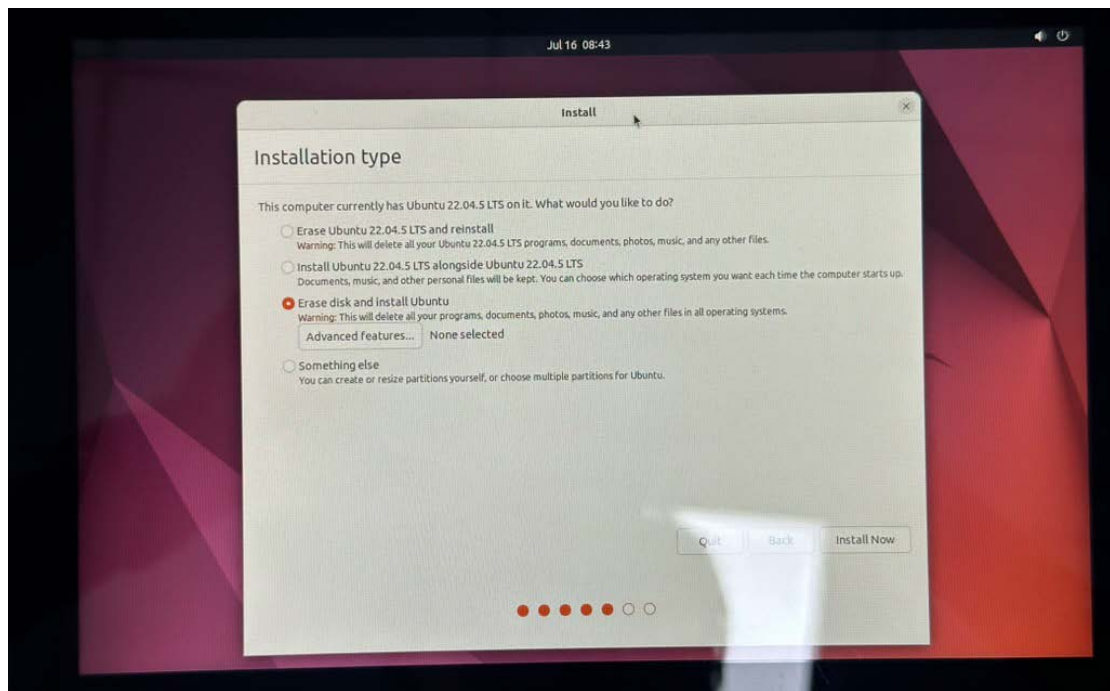 Jul 16 08:43
Install
Installation type
This computer currently has Ubuntu 22.04.5 LTS on it. What would you like to do?
Erase Ubuntu 22.04.5 LTS and reinstall
Warning: This will delete all your Ubuntu 22.04.5 LTS programs, documents, photos, music, and any other files.
Install Ubuntu 22.04.5 LTS alongside Ubuntu 22.04.5 LTS
Documents, music, and other personal files will be kept. You can choose which operating system you want each time the computer starts up.
Erase disk and install Ubuntu
Warning: This will delete all your programs, documents, photos, music, and any other files in all operating systems.
Advanced features... None selected
Something else
You can create or resize partitions yourself, or choose multiple partitions for Ubuntu.
Quit Back Install Now